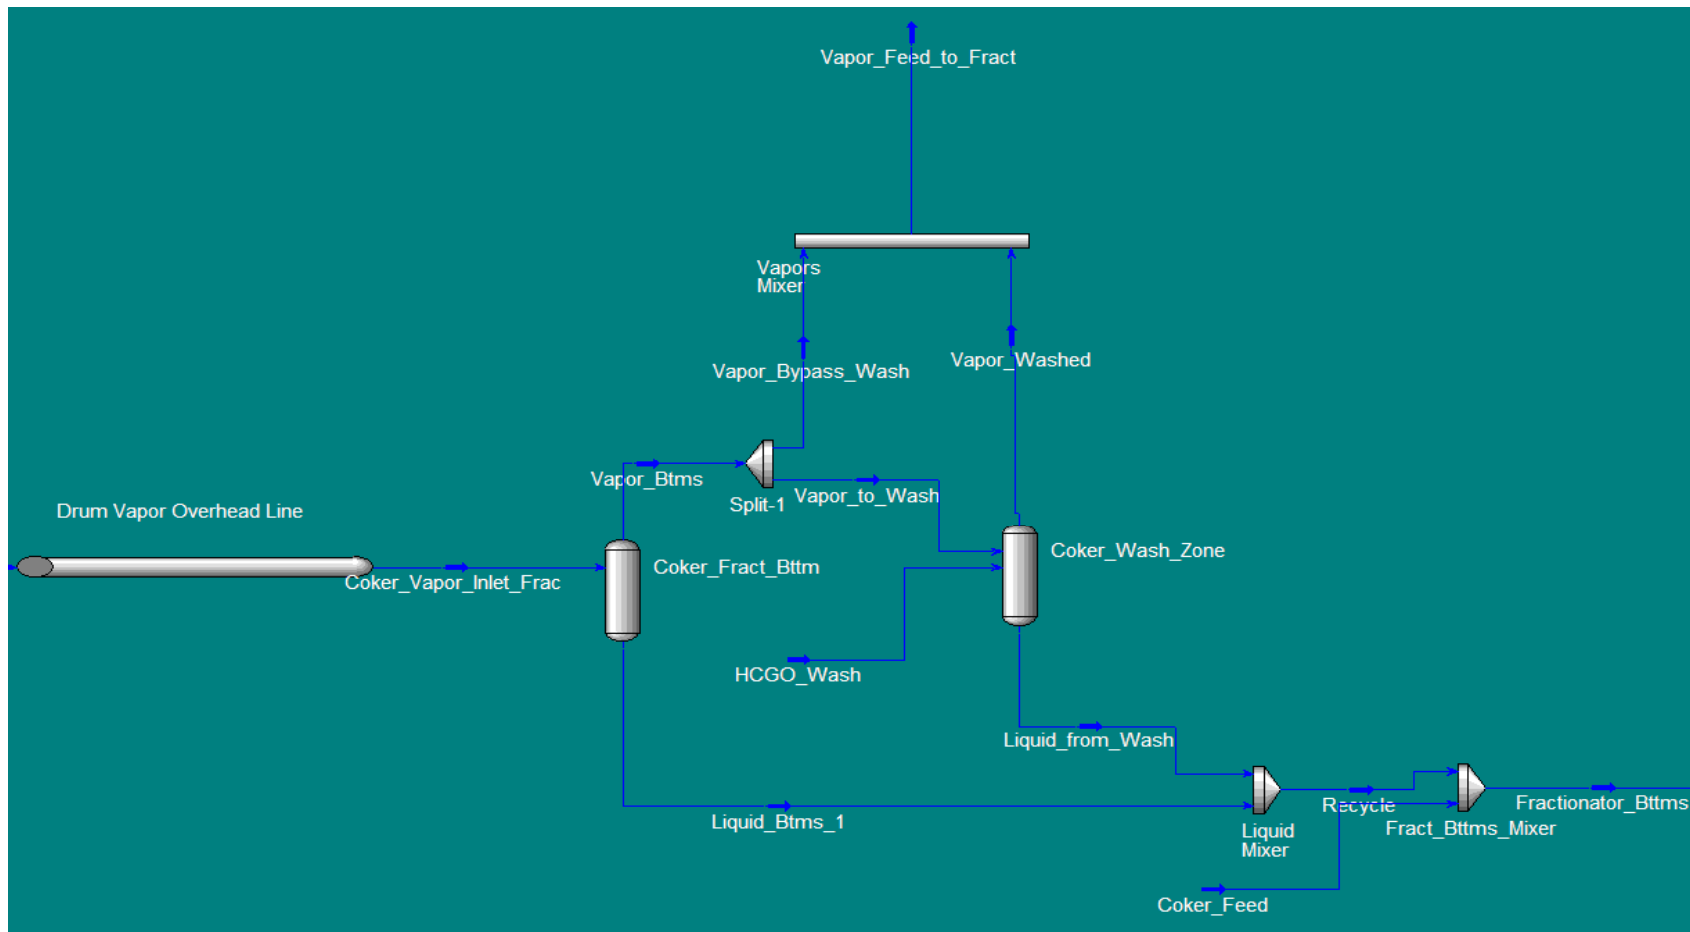 Vapor_Feed_to_Fract
Vapors
Mixer
Vapor_Bypass_Wash
Vapor_Washed
Vapor_Btms
Split-1
Vapor_to_Wash
Drum Vapor Overhead Line
Coker_Vapor_Inlet_Frac
Coker_Fract_Bttm
Coker_Wash_Zone
HCGO_Wash
Liquid_from_Wash
Liquid_Btms_1
Liquid
Mixer
Recycle
Fract_Bttms_Mixer
Fractionator_Bttms
Coker_Feed